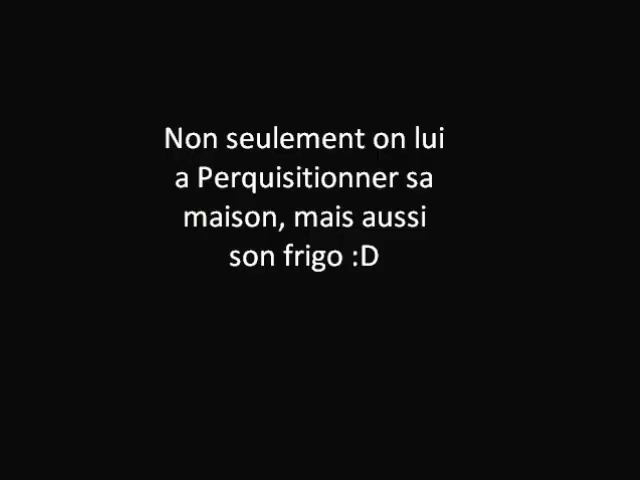 Non seulement on lui
a Perquisitionner sa
maison, mais aussi
son frigo :D